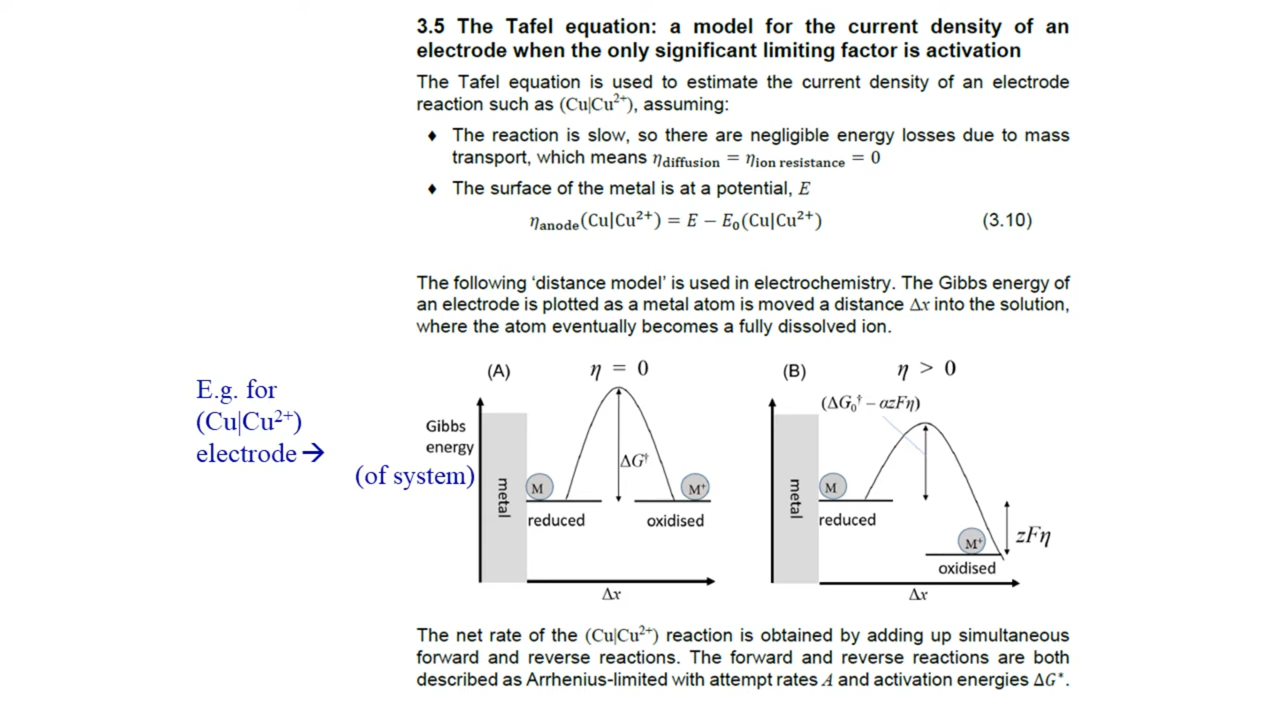 3.5 The Tafel equation: a model for the current density of an
electrode when the only significant limiting factor is activation
The Tafel equation is used to estimate the current density of an electrode
reaction such as (Cu|Cu²⁺), assuming:
♦ The reaction is slow, so there are negligible energy losses due to mass
transport, which means η_diffusion = η_ion resistance = 0
♦ The surface of the metal is at a potential, E
η_anode(Cu|Cu²⁺) = E − E₀(Cu|Cu²⁺) (3.10)
The following ‘distance model’ is used in electrochemistry. The Gibbs energy of
an electrode is plotted as a metal atom is moved a distance Δx into the solution,
where the atom eventually becomes a fully dissolved ion.
E.g. for
(Cu|Cu²⁺)
electrode →
(of system)
(A) η = 0
Gibbs
energy
metal
M
ΔG†
M⁺
reduced
oxidised
Δx
(B) η > 0
(ΔG₀† − αzFη)
metal
M
reduced
M⁺
zFη
oxidised
Δx
The net rate of the (Cu|Cu²⁺) reaction is obtained by adding up simultaneous
forward and reverse reactions. The forward and reverse reactions are both
described as Arrhenius-limited with attempt rates A and activation energies ΔG*.